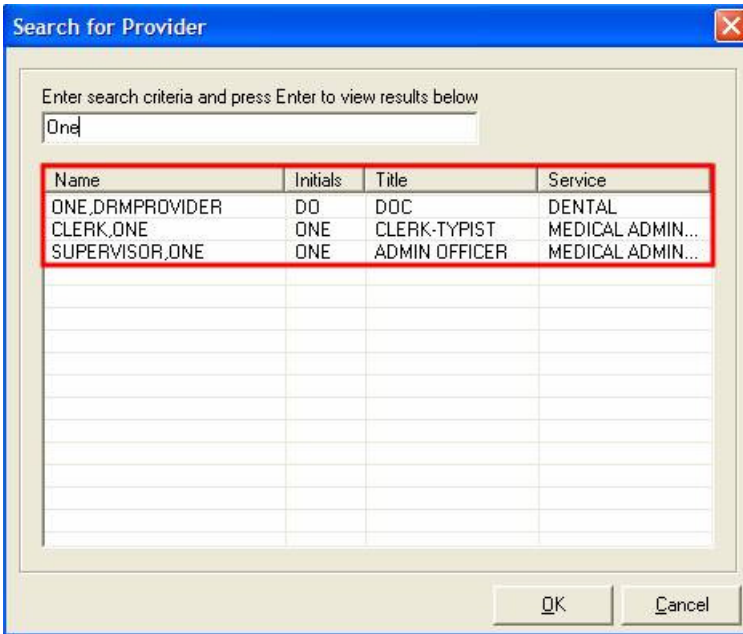 Search for Provider
Enter search criteria and press Enter to view results below
One
Name Initials Title Service
ONE,DRMPROVIDER DO DOC DENTAL
CLERK,ONE ONE CLERK-TYPIST MEDICAL ADMIN...
SUPERVISOR,ONE ONE ADMIN OFFICER MEDICAL ADMIN...
OK Cancel